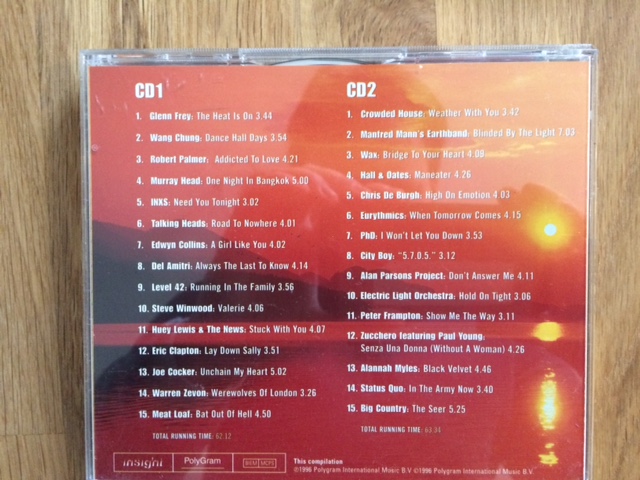 CD1
1. Glenn Frey: The Heat Is On 3.44
2. Wang Chung: Dance Hall Days 3.54
3. Robert Palmer: Addicted To Love 4.21
4. Murray Head: One Night In Bangkok 5.00
5. INXS: Need You Tonight 3.02
6. Talking Heads: Road To Nowhere 4.01
7. Edwyn Collins: A Girl Like You 4.02
8. Del Amitri: Always The Last To Know 4.14
9. Level 42: Running In The Family 3.56
10. Steve Winwood: Valerie 4.06
11. Huey Lewis & The News: Stuck With You 4.07
12. Eric Clapton: Lay Down Sally 3.51
13. Joe Cocker: Unchain My Heart 5.02
14. Warren Zevon: Werewolves Of London 3.26
15. Meat Loaf: Bat Out Of Hell 4.50
TOTAL RUNNING TIME: 62.12
CD2
1. Crowded House: Weather With You 3.42
2. Manfred Mann's Earthband: Blinded By The Light 7.03
3. Wax: Bridge To Your Heart 4.09
4. Hall & Oates: Maneater 4.26
5. Chris De Burgh: High On Emotion 4.03
6. Eurythmics: When Tomorrow Comes 4.15
7. PhD: I Won't Let You Down 3.53
8. City Boy: "5.7.0.5." 3.12
9. Alan Parsons Project: Don't Answer Me 4.11
10. Electric Light Orchestra: Hold On Tight 3.06
11. Peter Frampton: Show Me The Way 3.11
12. Zucchero featuring Paul Young:
Senza Una Donna (Without A Woman) 4.26
13. Alannah Myles: Black Velvet 4.46
14. Status Quo: In The Army Now 3.40
15. Big Country: The Seer 5.25
TOTAL RUNNING TIME: 63.34
insight PolyGram BIEM MCPS
This compilation
℗1996 Polygram International Music B.V ©1996 Polygram International Music B.V.